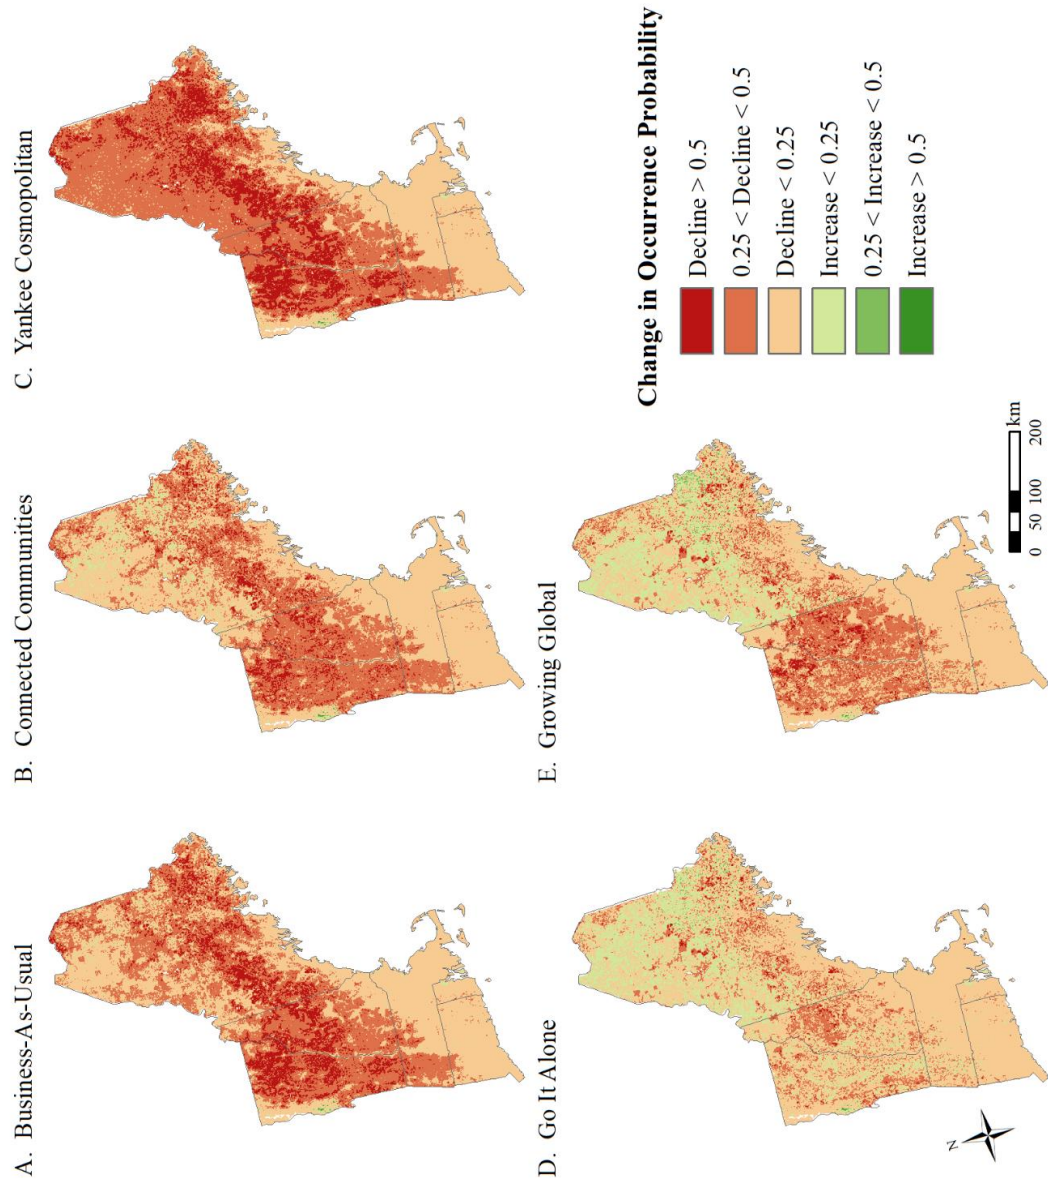 A. Business-As-Usual
B. Connected Communities
C. Yankee Cosmopolitan
D. Go It Alone
E. Growing Global
Change in Occurrence Probability
Decline > 0.5
0.25 < Decline < 0.5
Decline < 0.25
Increase < 0.25
0.25 < Increase < 0.5
Increase > 0.5
N
km
0 50 100 200